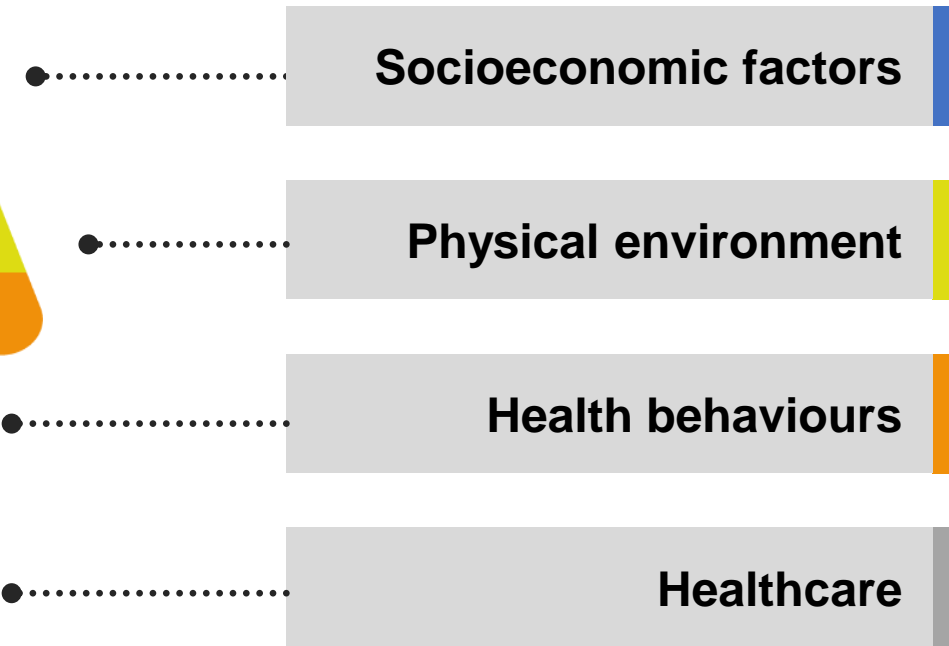 Socioeconomic factors
Physical environment
Health behaviours
Healthcare